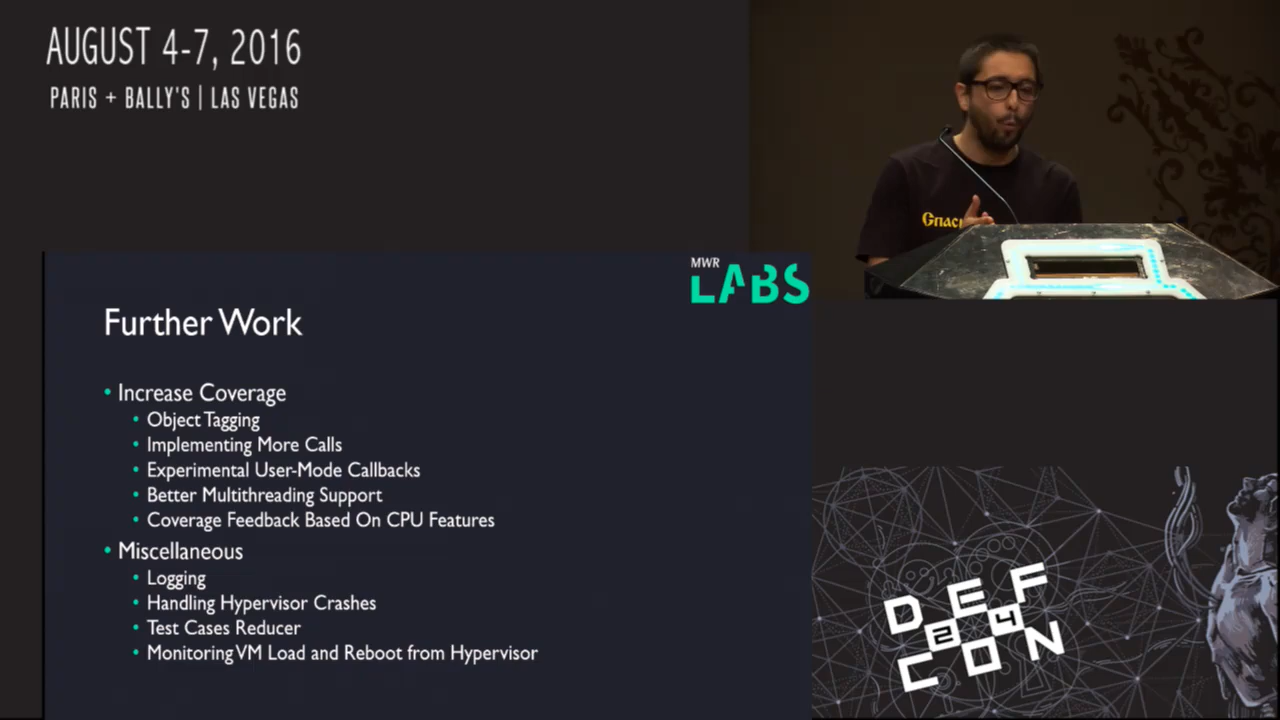 AUGUST 4-7, 2016
PARIS + BALLY'S | LAS VEGAS
MWR
LABS
Further Work
• Increase Coverage
• Object Tagging
• Implementing More Calls
• Experimental User-Mode Callbacks
• Better Multithreading Support
• Coverage Feedback Based On CPU Features
• Miscellaneous
• Logging
• Handling Hypervisor Crashes
• Test Cases Reducer
• Monitoring VM Load and Reboot from Hypervisor
DEF
24
CON